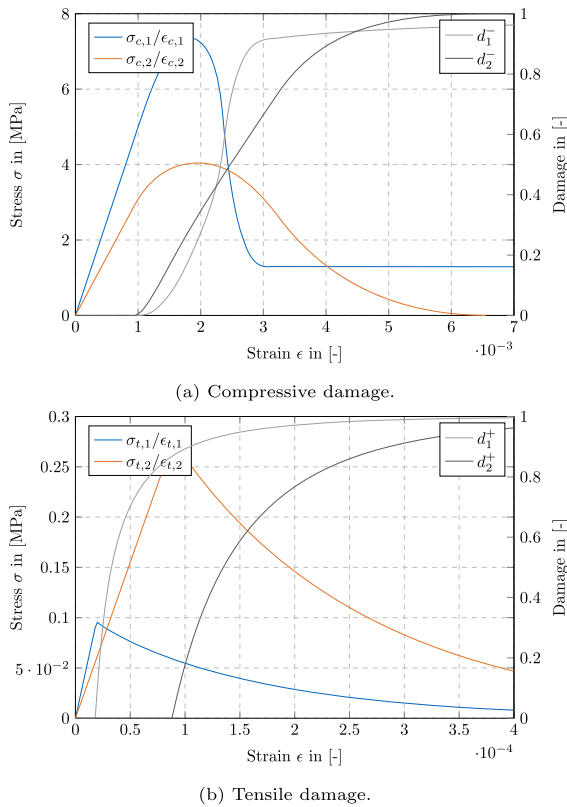 8
6
4
2
0
Stress σ in [MPa]
σc,1/ϵc,1
σc,2/ϵc,2
d1−
d2−
1
0.8
0.6
0.4
0.2
0
Damage in [-]
0 1 2 3 4 5 6 7
Strain ϵ in [-]
·10−3
(a) Compressive damage.
0.3
0.25
0.2
0.15
0.1
5 · 10−2
0
Stress σ in [MPa]
σt,1/ϵt,1
σt,2/ϵt,2
d1+
d2+
1
0.8
0.6
0.4
0.2
0
Damage in [-]
0 0.5 1 1.5 2 2.5 3 3.5 4
Strain ϵ in [-]
·10−4
(b) Tensile damage.